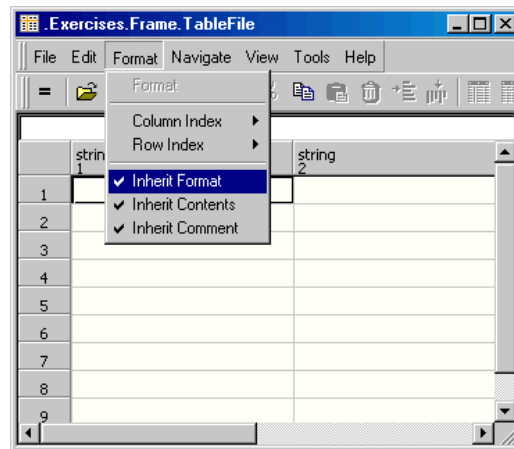 .Exercises.Frame.TableFile
File Edit Format Navigate View Tools Help
=
Format
Column Index
Row Index
Inherit Format
Inherit Contents
Inherit Comment
string
1
string
2
1
2
3
4
5
6
7
8
9